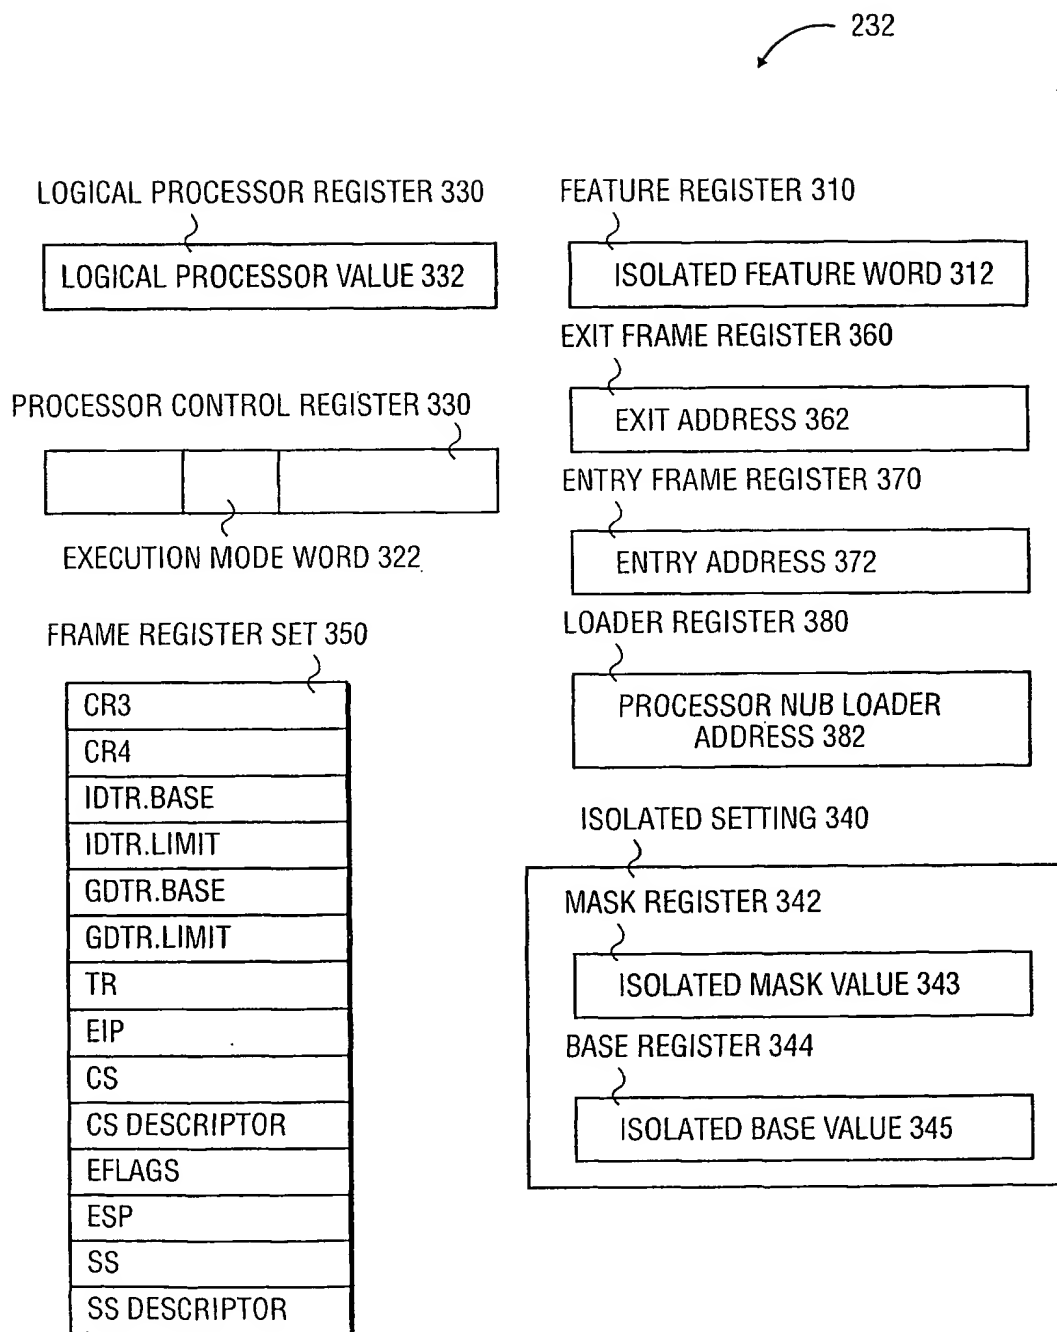 232
LOGICAL PROCESSOR REGISTER 330
LOGICAL PROCESSOR VALUE 332
PROCESSOR CONTROL REGISTER 330
EXECUTION MODE WORD 322
FRAME REGISTER SET 350
CR3
CR4
IDTR.BASE
IDTR.LIMIT
GDTR.BASE
GDTR.LIMIT
TR
EIP
CS
CS DESCRIPTOR
EFLAGS
ESP
SS
SS DESCRIPTOR
FEATURE REGISTER 310
ISOLATED FEATURE WORD 312
EXIT FRAME REGISTER 360
EXIT ADDRESS 362
ENTRY FRAME REGISTER 370
ENTRY ADDRESS 372
LOADER REGISTER 380
PROCESSOR NUB LOADER
ADDRESS 382
ISOLATED SETTING 340
MASK REGISTER 342
ISOLATED MASK VALUE 343
BASE REGISTER 344
ISOLATED BASE VALUE 345